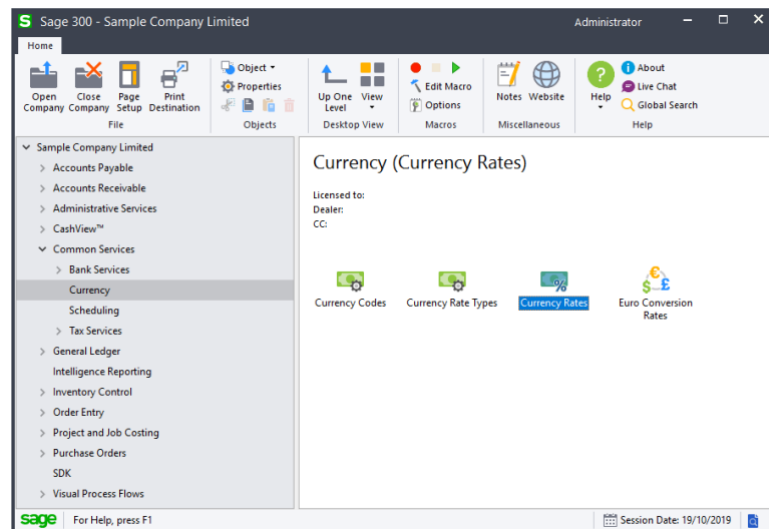 S Sage 300 - Sample Company Limited
Administrator
Home
Open Company
Close Company
Page Setup
Print Destination
File
Object
Properties
Objects
Up One Level
View
Desktop View
Edit Macro
Options
Macros
Notes
Website
Miscellaneous
Help
About
Live Chat
Global Search
Help
Sample Company Limited
Accounts Payable
Accounts Receivable
Administrative Services
CashView™
Common Services
Bank Services
Currency
Scheduling
Tax Services
General Ledger
Intelligence Reporting
Inventory Control
Order Entry
Project and Job Costing
Purchase Orders
SDK
Visual Process Flows
Currency (Currency Rates)
Licensed to:
Dealer:
CC:
Currency Codes
Currency Rate Types
Currency Rates
Euro Conversion
Rates
sage
For Help, press F1
Session Date: 19/10/2019